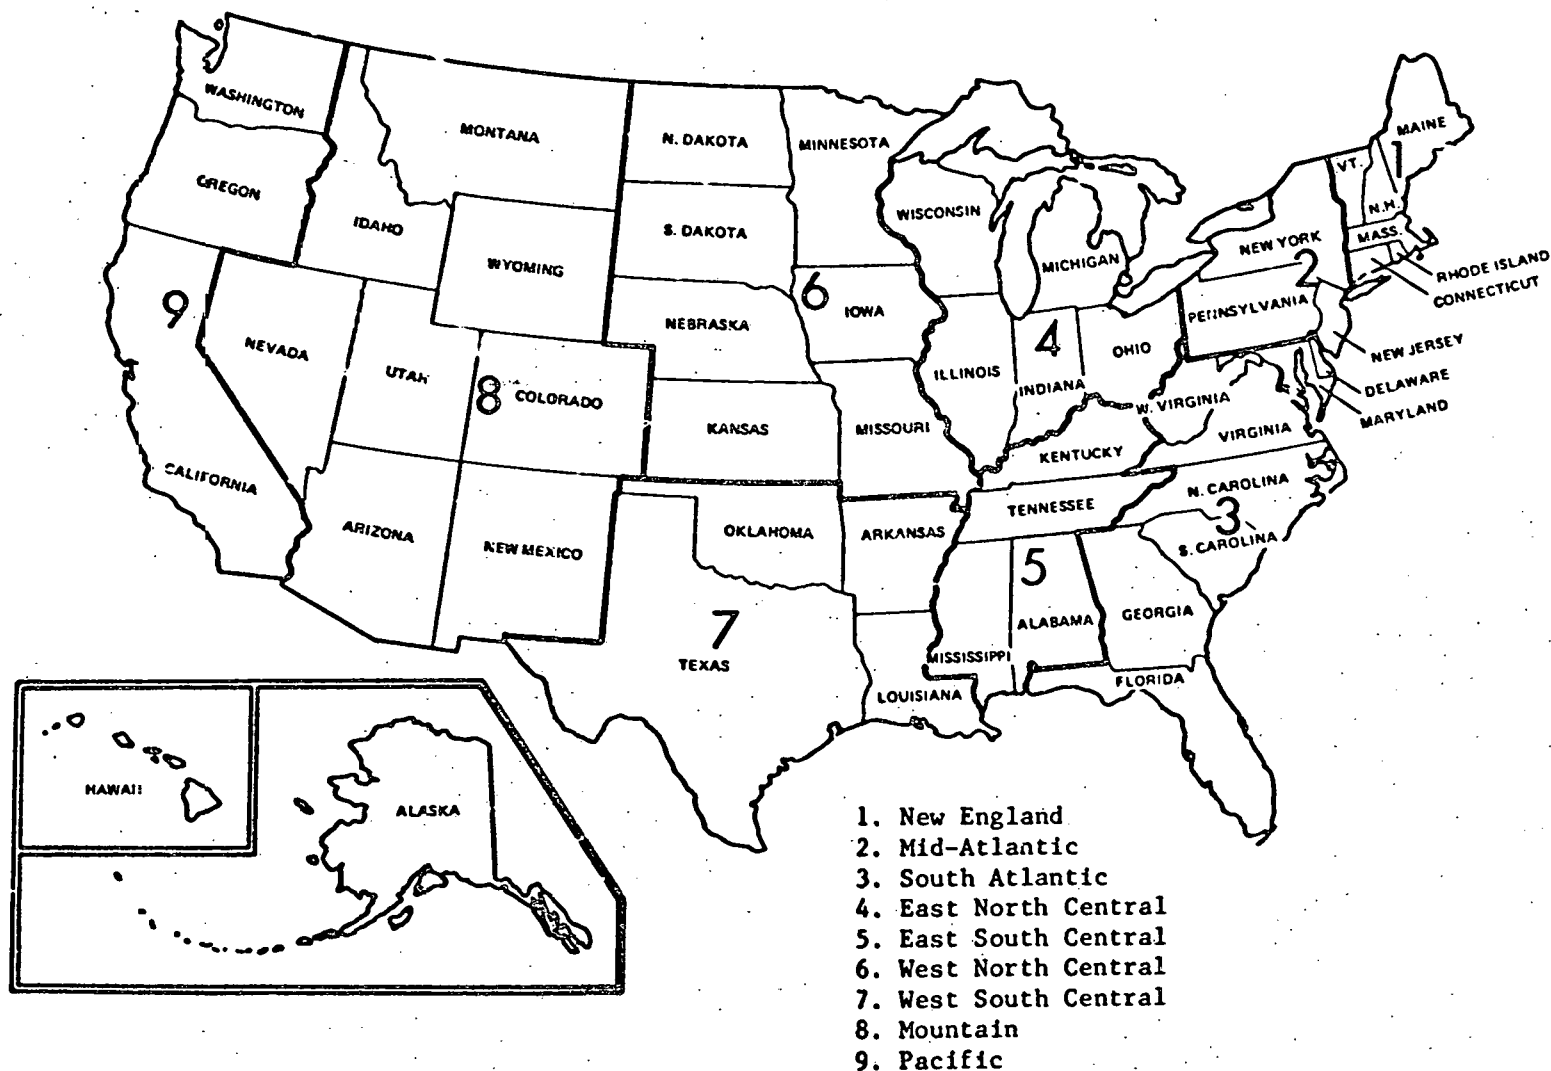 WASHINGTON
MONTANA
N. DAKOTA
MINNESOTA
MAINE
VT.
1
OREGON
IDAHO
S. DAKOTA
WISCONSIN
N.H.
WYOMING
MICHIGAN
NEW YORK
MASS.
RHODE ISLAND
CONNECTICUT
9
6
IOWA
2
PENNSYLVANIA
NEBRASKA
NEVADA
4
OHIO
NEW JERSEY
UTAH
8
COLORADO
ILLINOIS
INDIANA
DELAWARE
MARYLAND
W. VIRGINIA
KANSAS
MISSOURI
VIRGINIA
KENTUCKY
CALIFORNIA
N. CAROLINA
TENNESSEE
3
ARIZONA
NEW MEXICO
OKLAHOMA
ARKANSAS
S. CAROLINA
5
GEORGIA
ALABAMA
7
TEXAS
MISSISSIPPI
FLORIDA
LOUISIANA
HAWAII
ALASKA
1. New England
2. Mid-Atlantic
3. South Atlantic
4. East North Central
5. East South Central
6. West North Central
7. West South Central
8. Mountain
9. Pacific